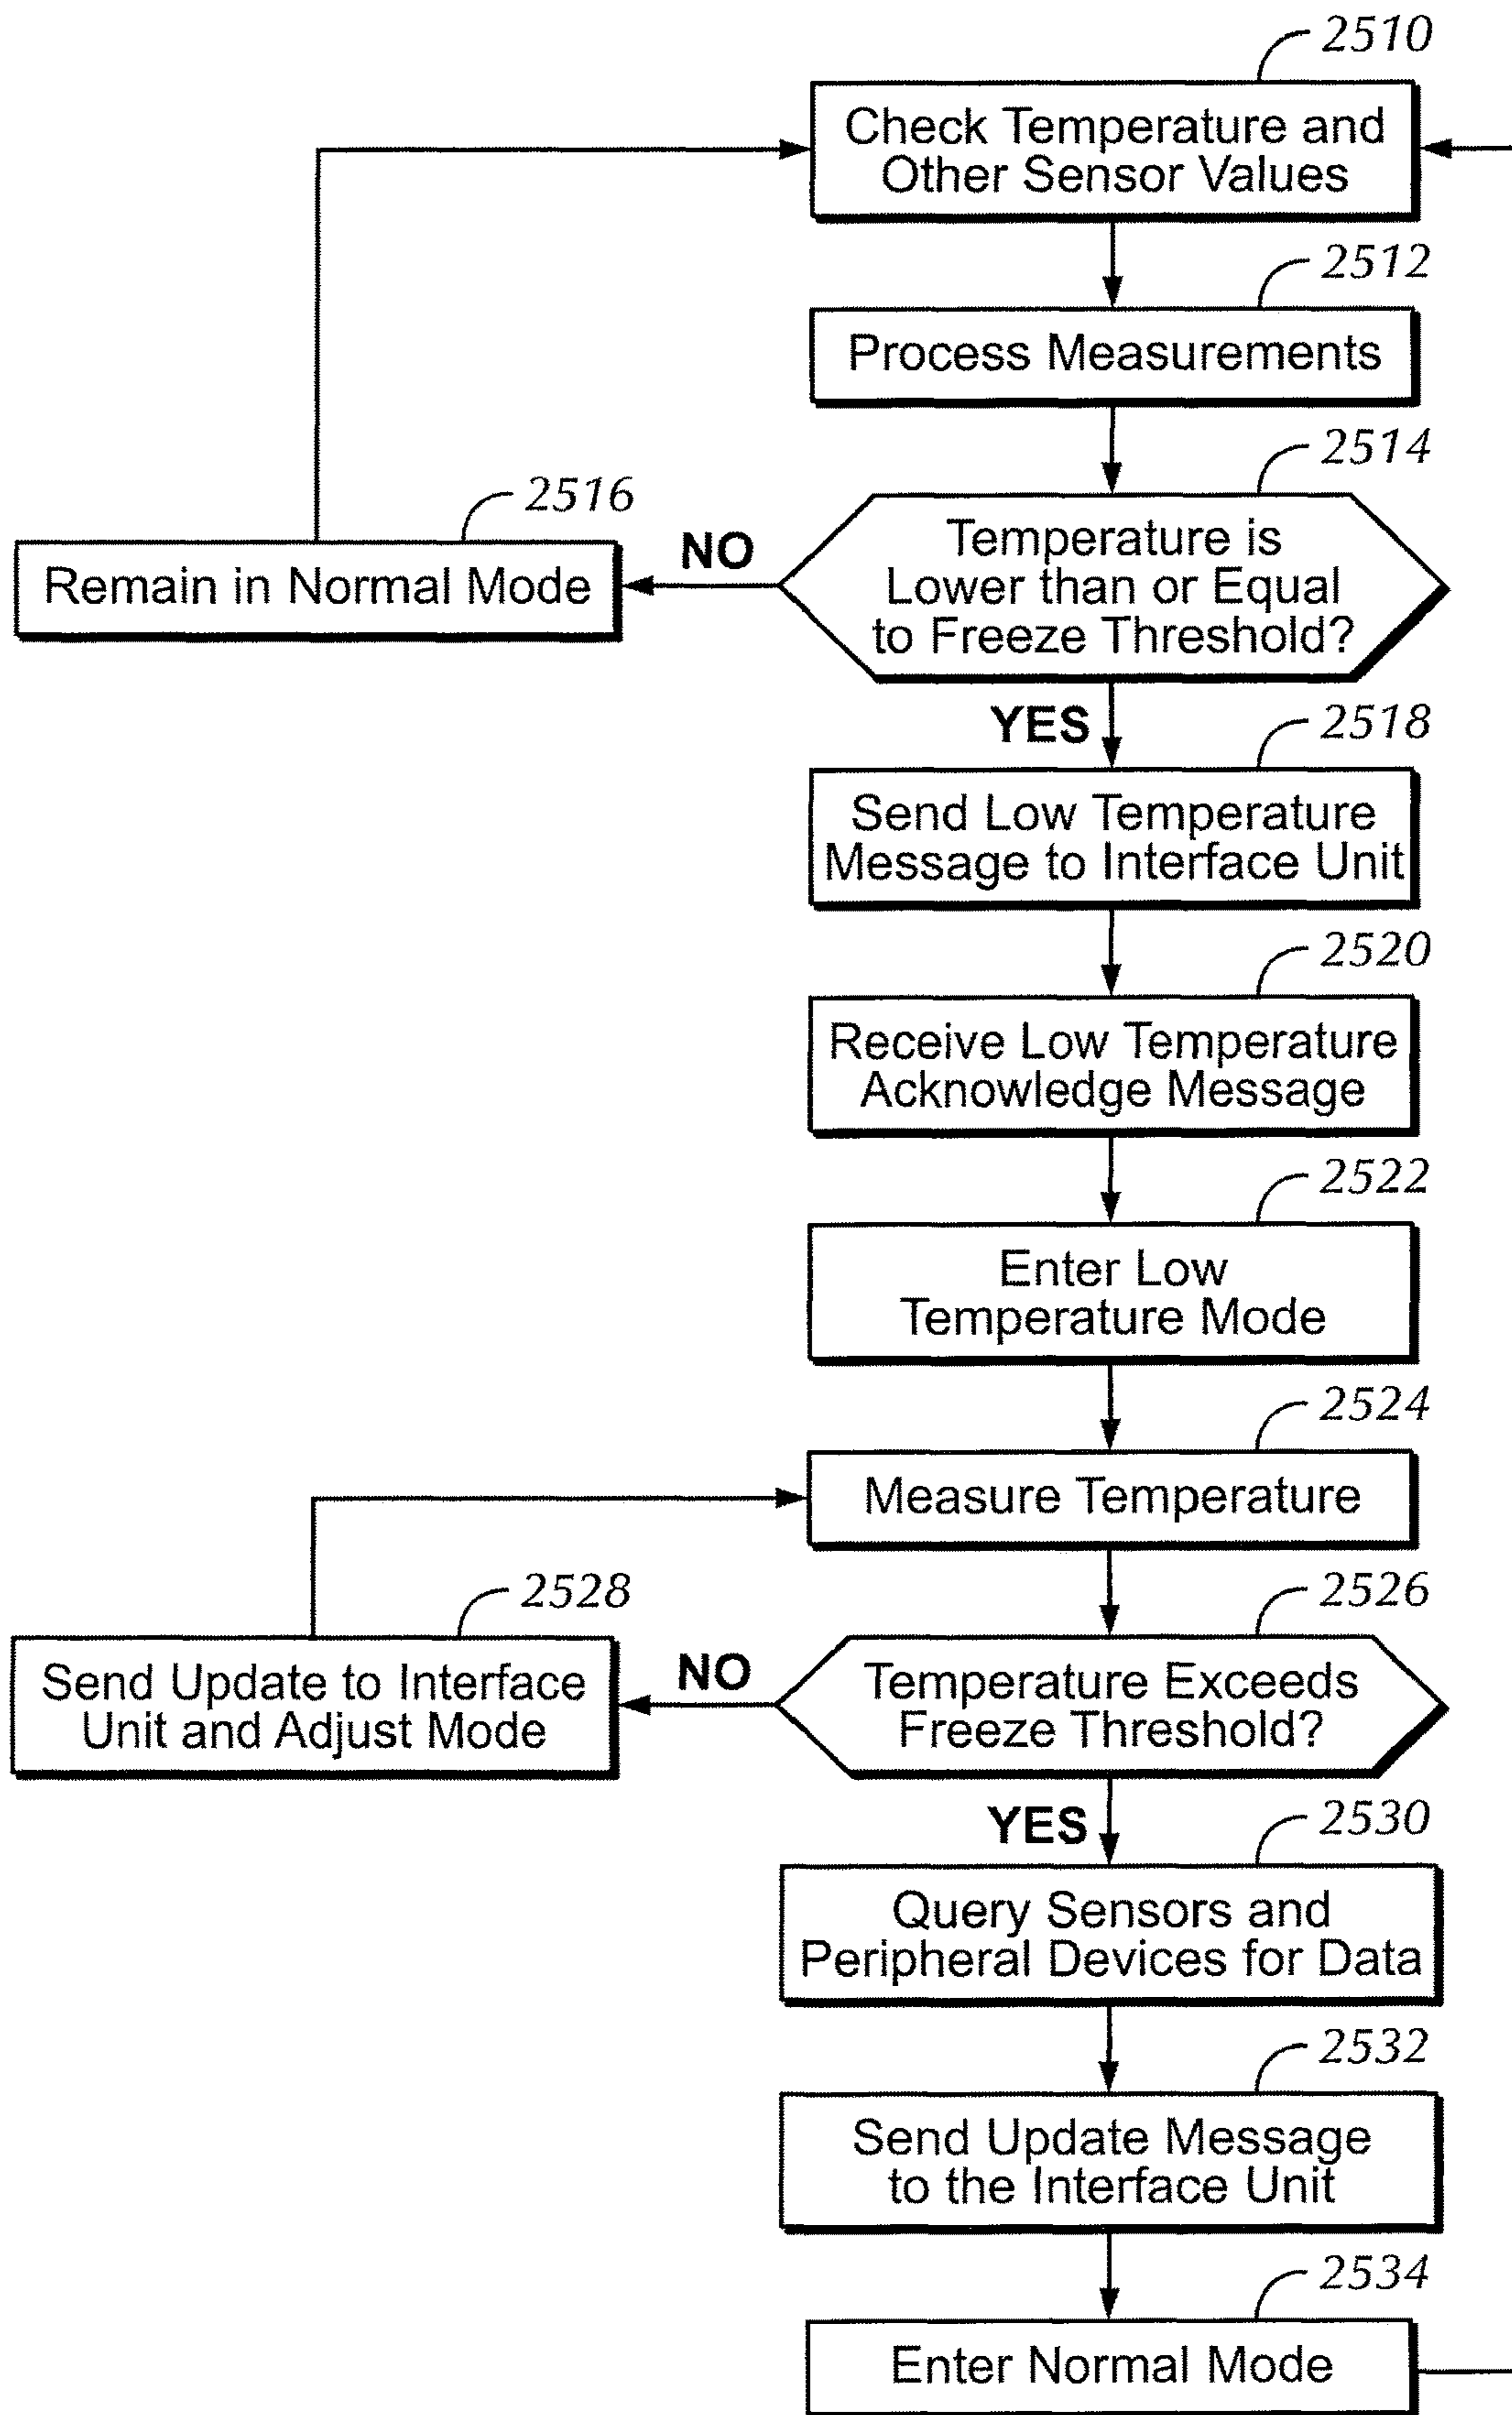 2510
Check Temperature and
Other Sensor Values
2512
Process Measurements
2514
Temperature is
Lower than or Equal
to Freeze Threshold?
NO
2516
Remain in Normal Mode
YES
2518
Send Low Temperature
Message to Interface Unit
2520
Receive Low Temperature
Acknowledge Message
2522
Enter Low
Temperature Mode
2524
Measure Temperature
2526
Temperature Exceeds
Freeze Threshold?
NO
2528
Send Update to Interface
Unit and Adjust Mode
YES
2530
Query Sensors and
Peripheral Devices for Data
2532
Send Update Message
to the Interface Unit
2534
Enter Normal Mode